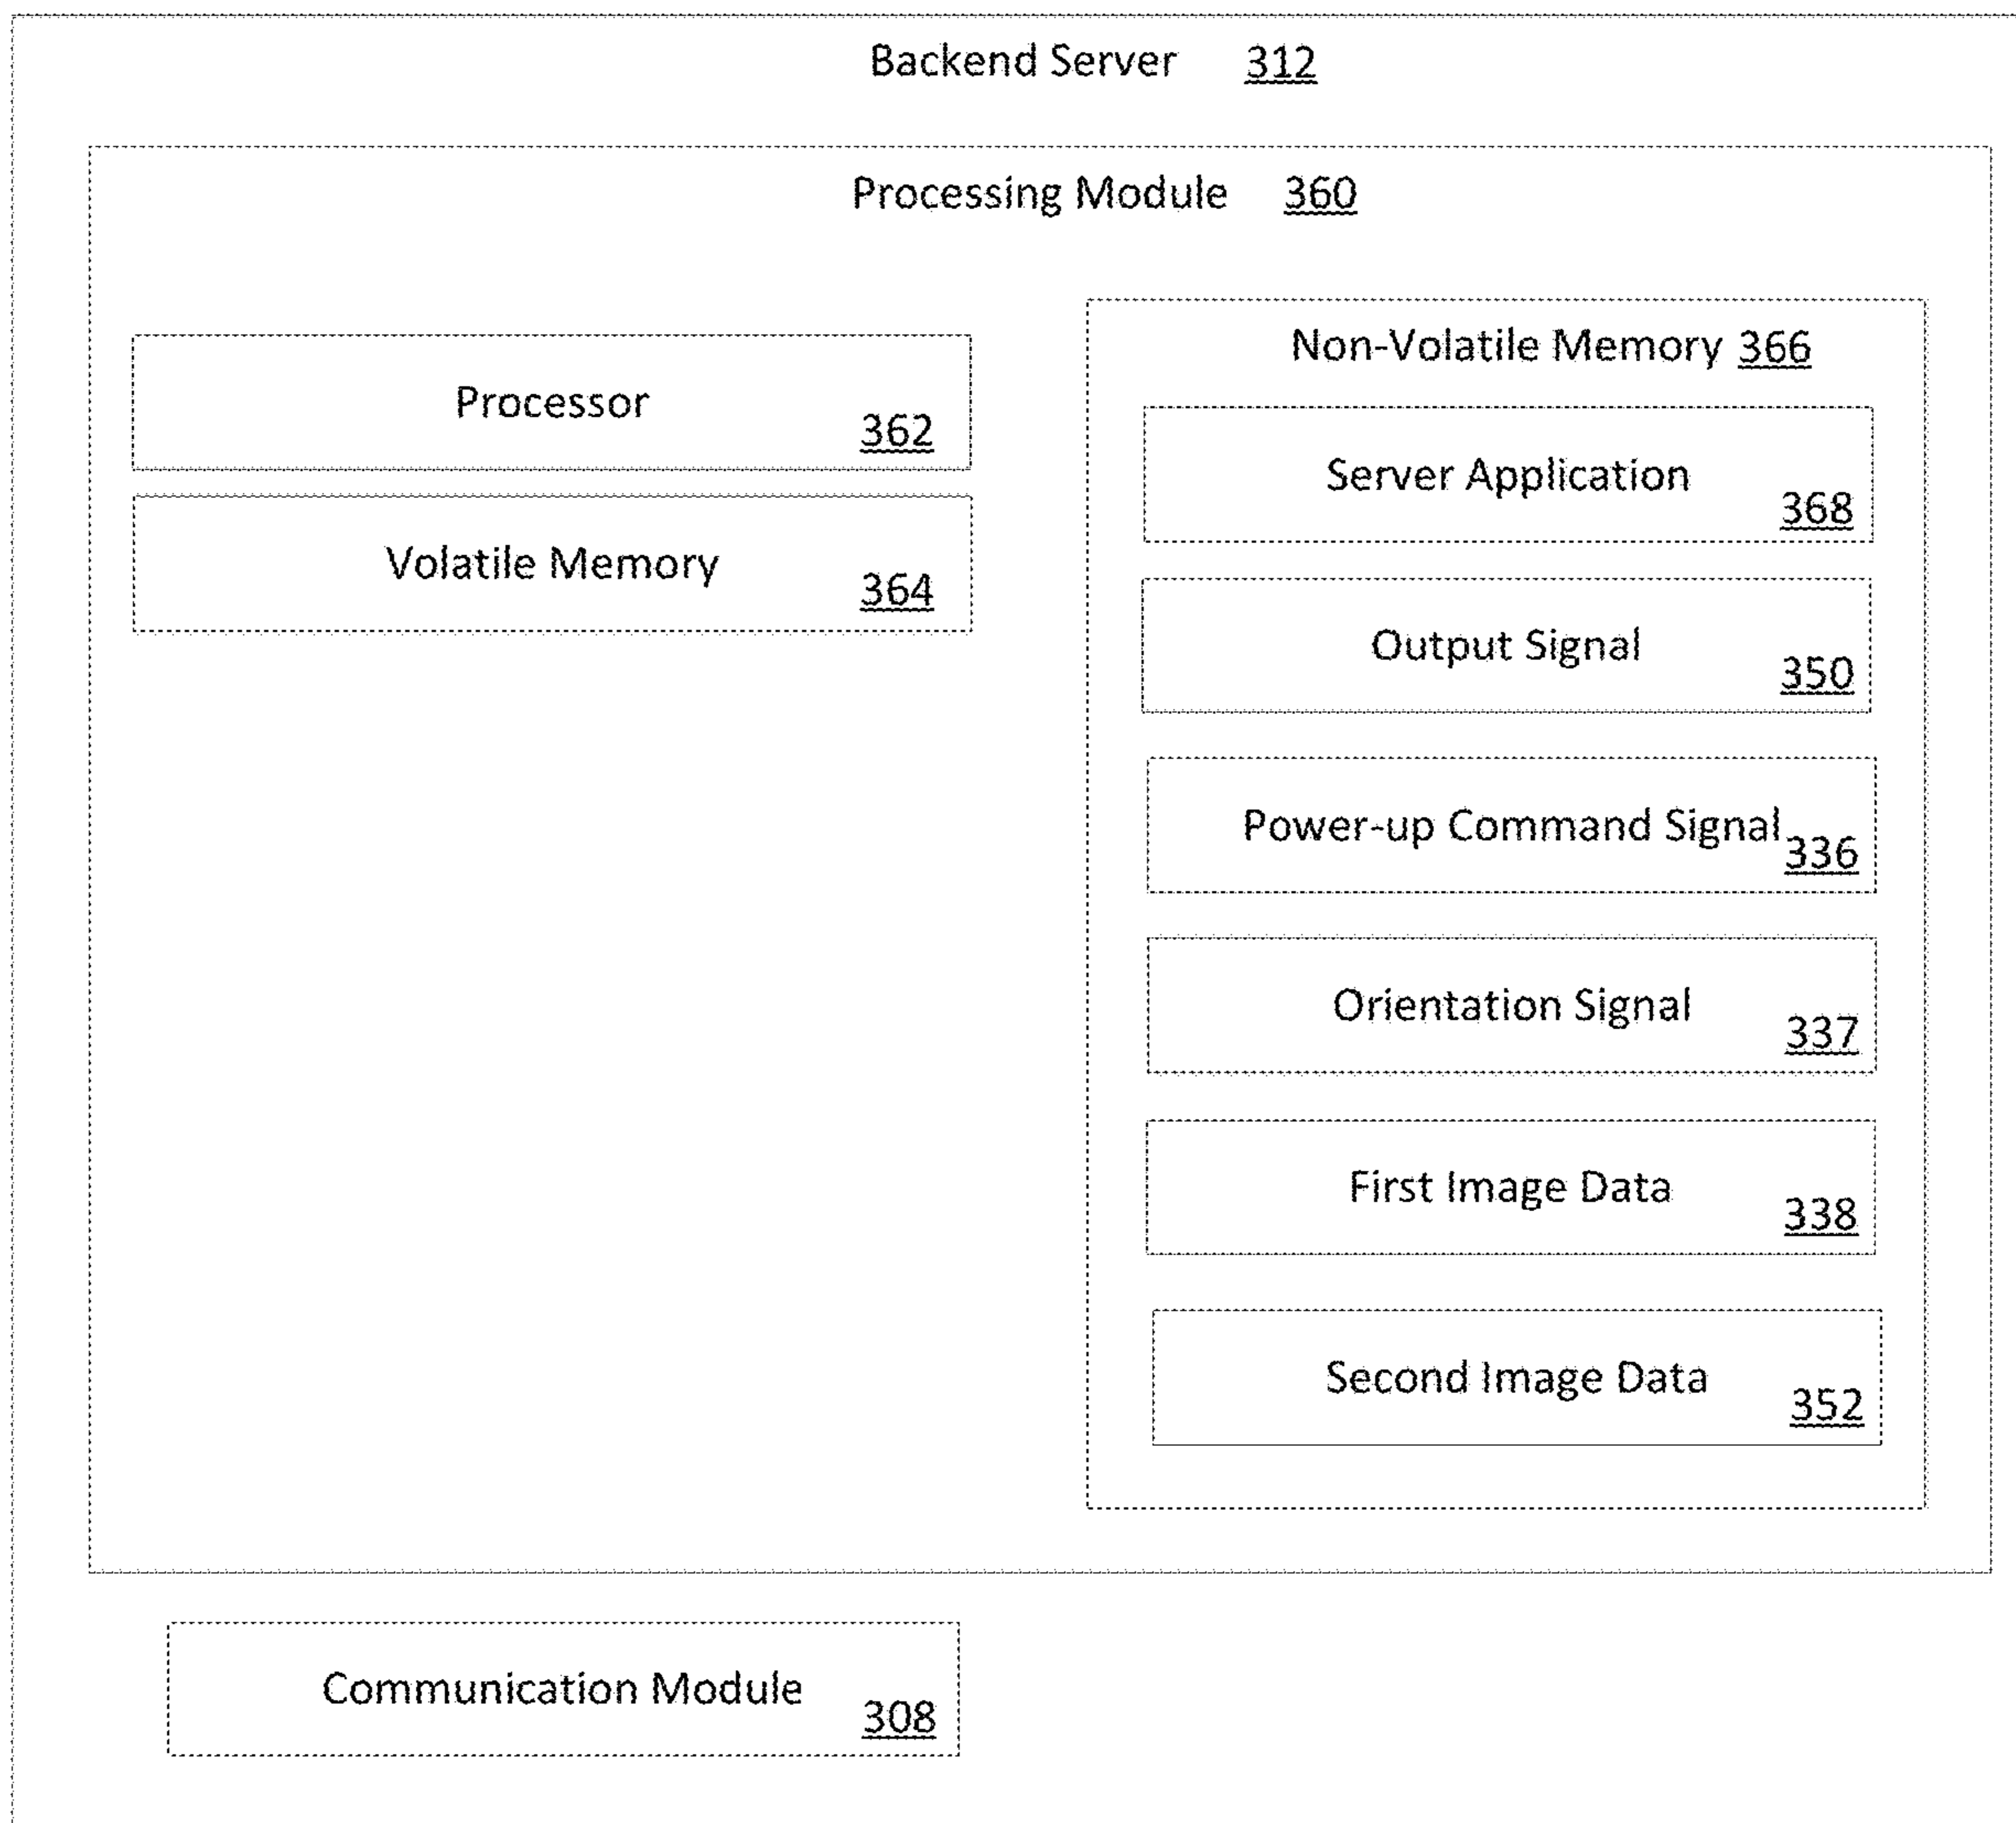 Backend Server 312
Processing Module 360
Processor 362
Volatile Memory 364
Non-Volatile Memory 366
Server Application 368
Output Signal 350
Power-up Command Signal 336
Orientation Signal 337
First Image Data 338
Second Image Data 352
Communication Module 308